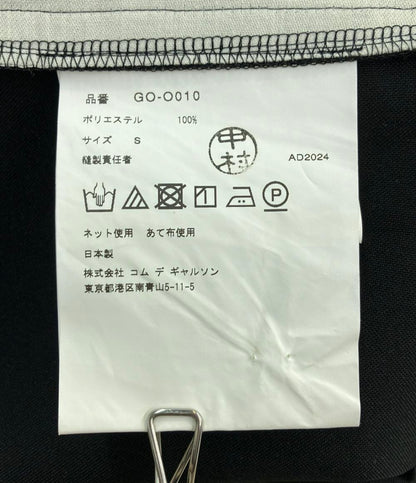 品番 GO-O010
ポリエステル 100%
サイズ S
縫製責任者 中村 AD2024
P
ネット使用 あて布使用
日本製
株式会社 コム デ ギャルソン
東京都港区南青山5-11-5